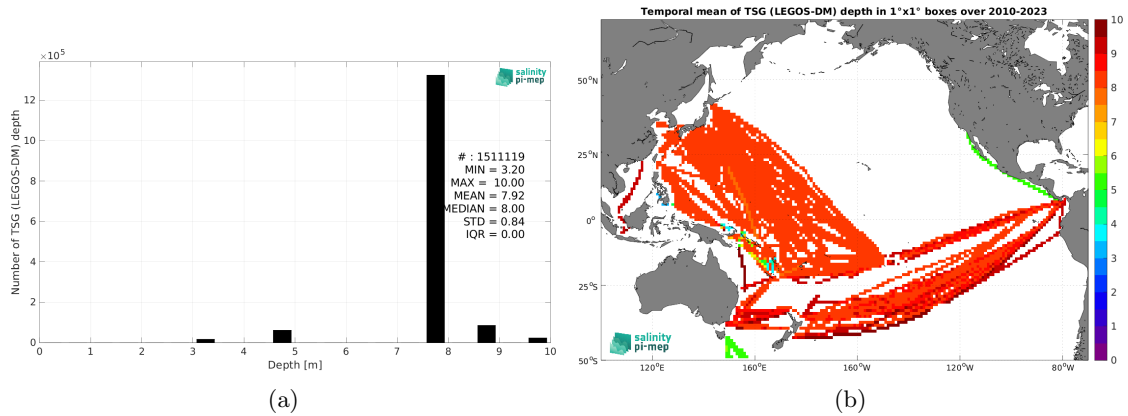 ×10⁵
Number of TSG (LEGOS-DM) depth
12
10
8
6
4
2
0
salinity
pi-mep
# : 1511119
MIN = 3.20
MAX = 10.00
MEAN = 7.92
MEDIAN = 8.00
STD = 0.84
IQR = 0.00
0 1 2 3 4 5 6 7 8 9 10
Depth [m]
(a)
Temporal mean of TSG (LEGOS-DM) depth in 1°x1° boxes over 2010-2023
50°N
25°N
0°
25°S
50°S
120°E 160°E 160°W 120°W 80°W
salinity
pi-mep
10
9
8
7
6
5
4
3
2
1
0
(b)